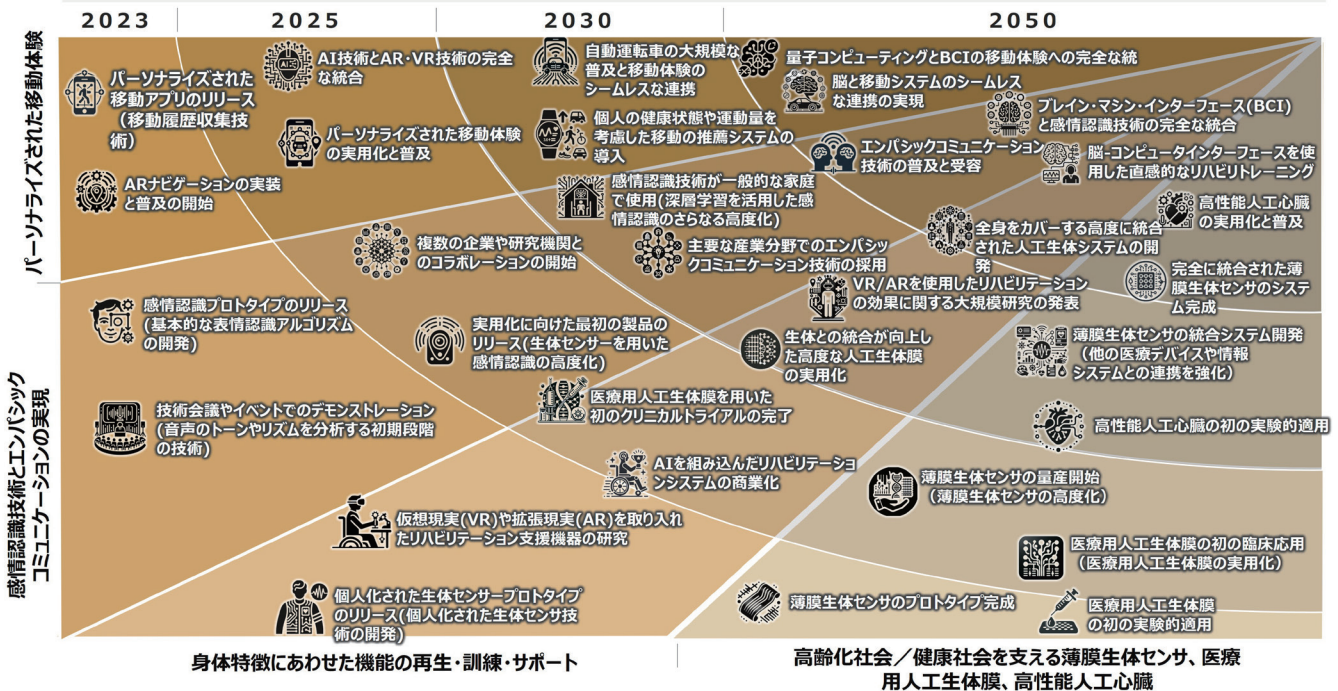 2023
2025
2030
2050
パーソナライズされた移動体験
パーソナライズされた
移動アプリのリリース
（移動履歴収集技
術）
ARナビゲーションの実装
と普及の開始
AI技術とAR・VR技術の完全
な統合
パーソナライズされた移動体験
の実用化と普及
自動運転車の大規模な
普及と移動体験の
シームレスな連携
個人の健康状態や運動量を
考慮した移動の推薦システムの
導入
量子コンピューティングとBCIの移動体験への完全な統
脳と移動システムのシームレス
な連携の実現
ブレイン・マシン・インターフェース(BCI)
と感情認識技術の完全な統合
エンパシックコミュニケーション
技術の普及と受容
脳-コンピュータインターフェースを使
用した直感的なリハビリトレーニング
感情認識技術が一般的な家庭
で使用(深層学習を活用した感
情認識のさらなる高度化)
高性能人工心臓
の実用化と普及
複数の企業や研究機関と
のコラボレーションの開始
主要な産業分野でのエンパシッ
クコミュニケーション技術の採用
全身をカバーする高度に統合
された人工生体システムの開
発
完全に統合された薄
膜生体センサのシステ
ム完成
感情認識技術とエンパシック
コミュニケーションの実現
感情認識プロトタイプのリリース
(基本的な表情認識アルゴリズム
の開発)
実用化に向けた最初の製品の
リリース(生体センサーを用いた
感情認識の高度化)
VR/ARを使用したリハビリテーション
の効果に関する大規模研究の発表
生体との統合が向上し
た高度な人工生体膜
の実用化
薄膜生体センサの統合システム開発
（他の医療デバイスや情報
システムとの連携を強化）
技術会議やイベントでのデモンストレーション
(音声のトーンやリズムを分析する初期段階
の技術)
医療用人工生体膜を用いた
初のクリニカルトライアルの完了
高性能人工心臓の初の実験的適用
AIを組み込んだリハビリテーショ
ンシステムの商業化
薄膜生体センサの量産開始
（薄膜生体センサの高度化）
仮想現実(VR)や拡張現実(AR)を取り入れ
たリハビリテーション支援機器の研究
医療用人工生体膜の初の臨床応用
（医療用人工生体膜の実用化）
個人化された生体センサープロトタイプ
のリリース(個人化された生体センサ技
術の開発)
薄膜生体センサのプロトタイプ完成
医療用人工生体膜
の初の実験的適用
身体特徴にあわせた機能の再生・訓練・サポート
高齢化社会／健康社会を支える薄膜生体センサ、医療
用人工生体膜、高性能人工心臓